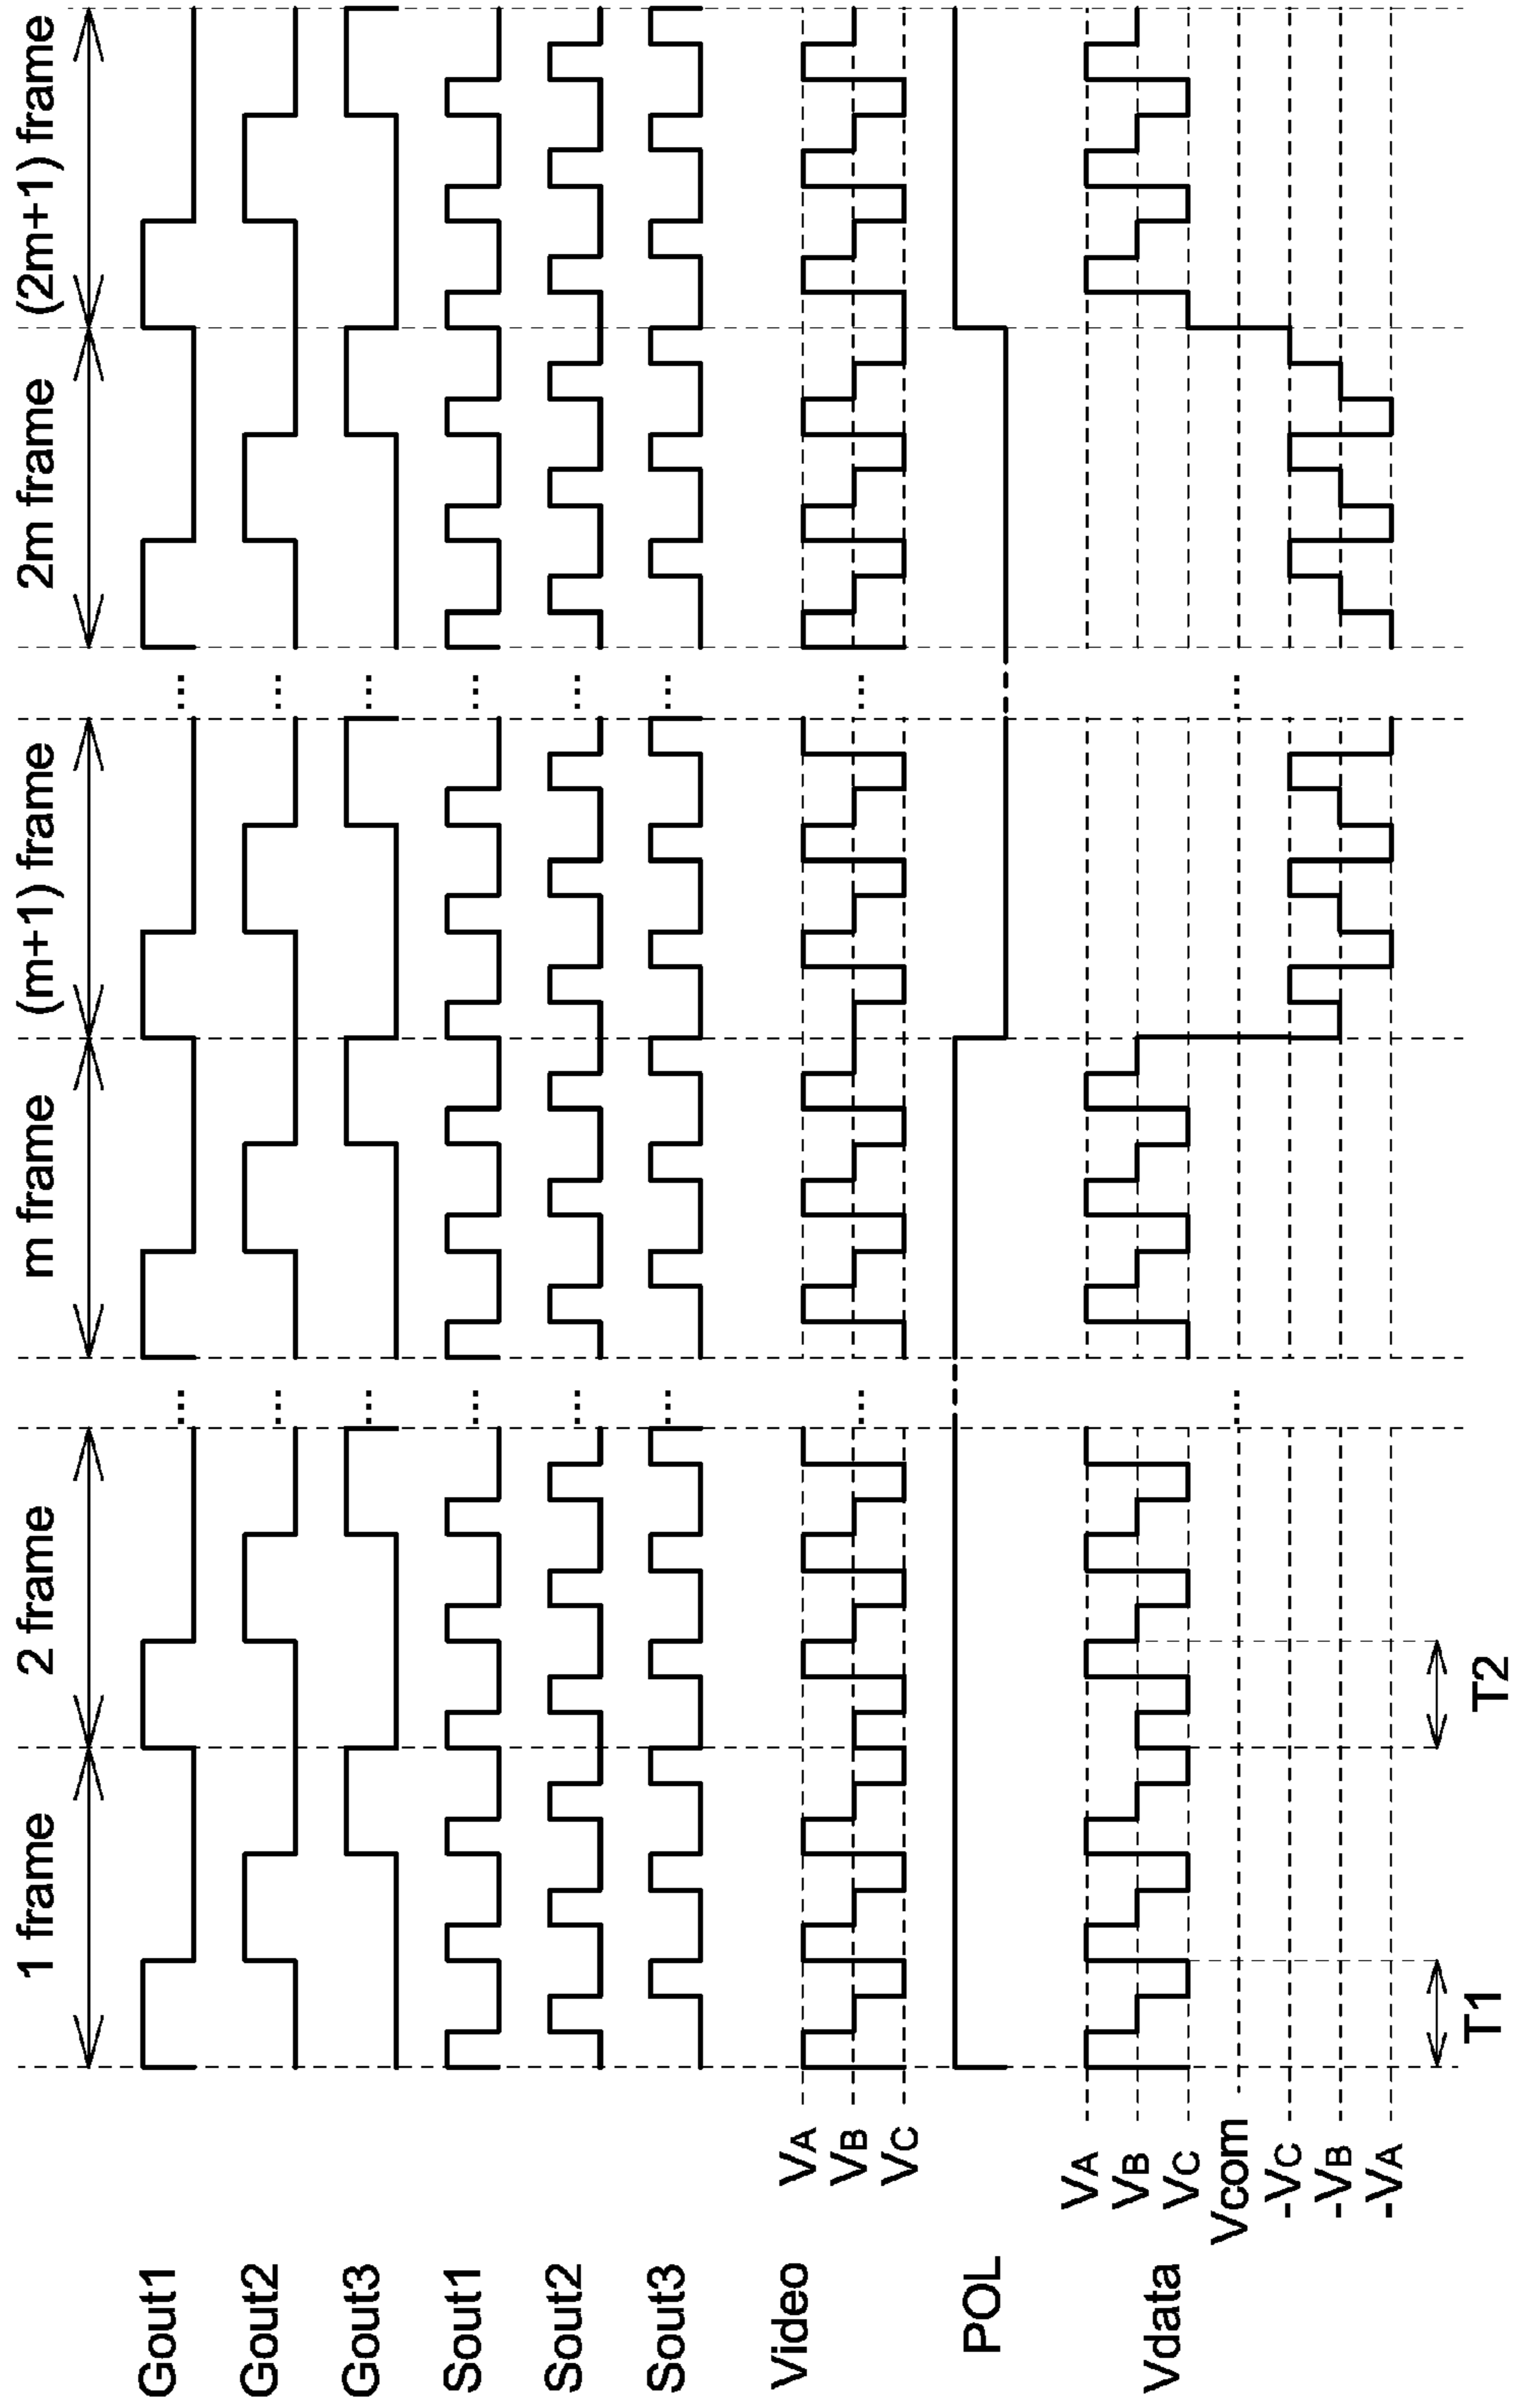 1 frame
2 frame
m frame
(m+1) frame
2m frame
(2m+1) frame
Gout1
...
...
Gout2
...
...
Gout3
...
...
Sout1
...
...
Sout2
...
...
Sout3
...
...
Video
VA
VB
VC
...
...
POL
Vdata
VA
VB
VC
Vcom
-VC
-VB
-VA
...
...
T1
T2